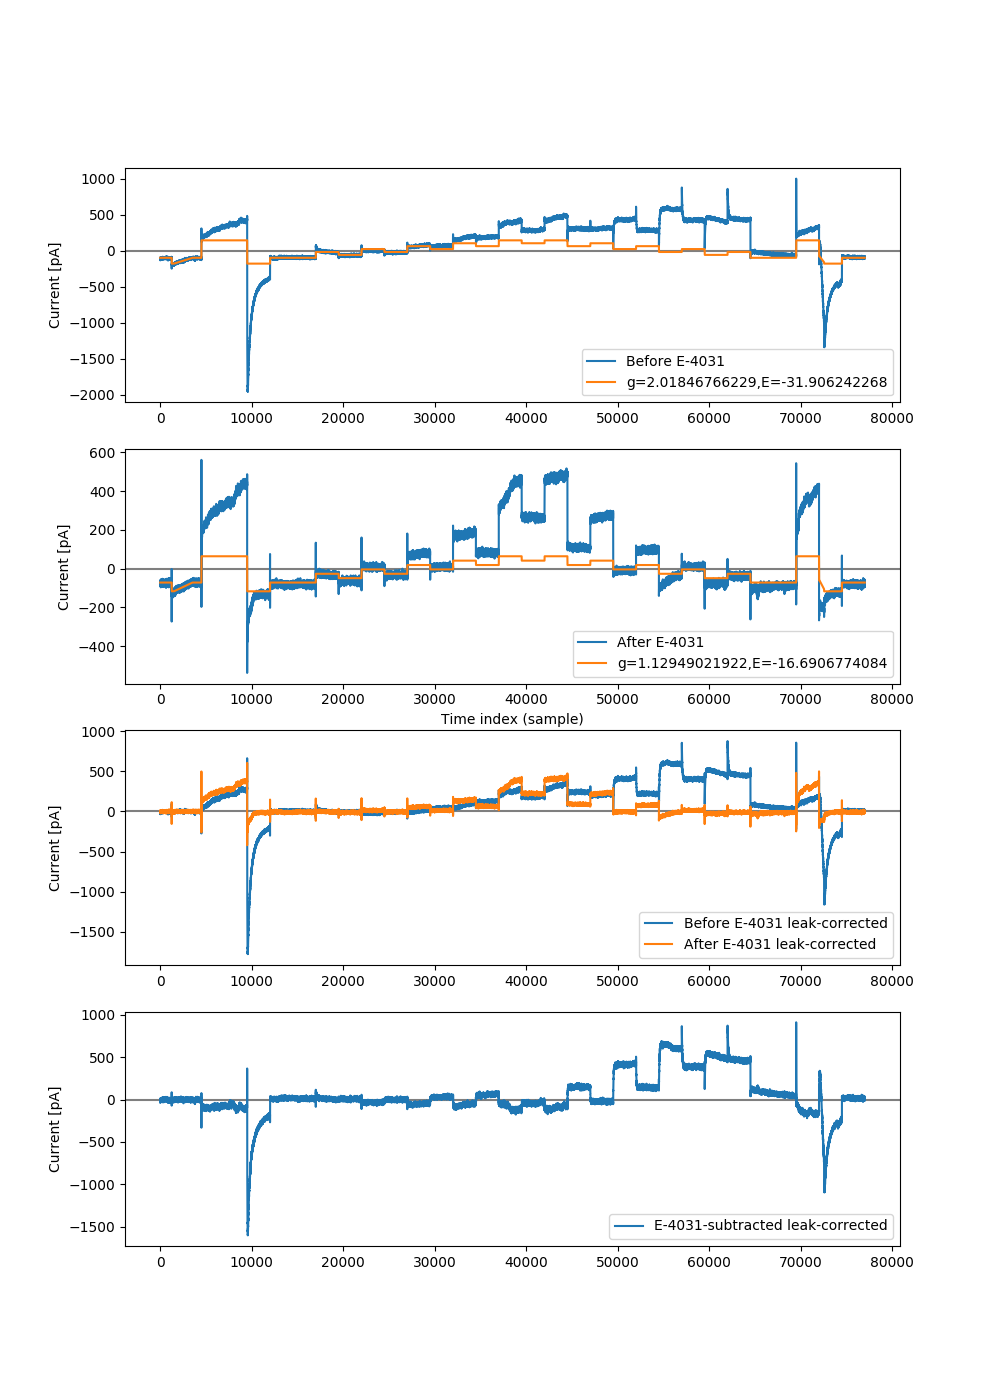 1000
500
0
−500
−1000
−1500
−2000
Current [pA]
Before E-4031
g=2.01846766229,E=-31.906242268
0 10000 20000 30000 40000 50000 60000 70000 80000
600
400
200
0
−200
−400
Current [pA]
After E-4031
g=1.12949021922,E=-16.6906774084
0 10000 20000 30000 40000 50000 60000 70000 80000
Time index (sample)
1000
500
0
−500
−1000
−1500
Current [pA]
Before E-4031 leak-corrected
After E-4031 leak-corrected
0 10000 20000 30000 40000 50000 60000 70000 80000
1000
500
0
−500
−1000
−1500
Current [pA]
E-4031-subtracted leak-corrected
0 10000 20000 30000 40000 50000 60000 70000 80000